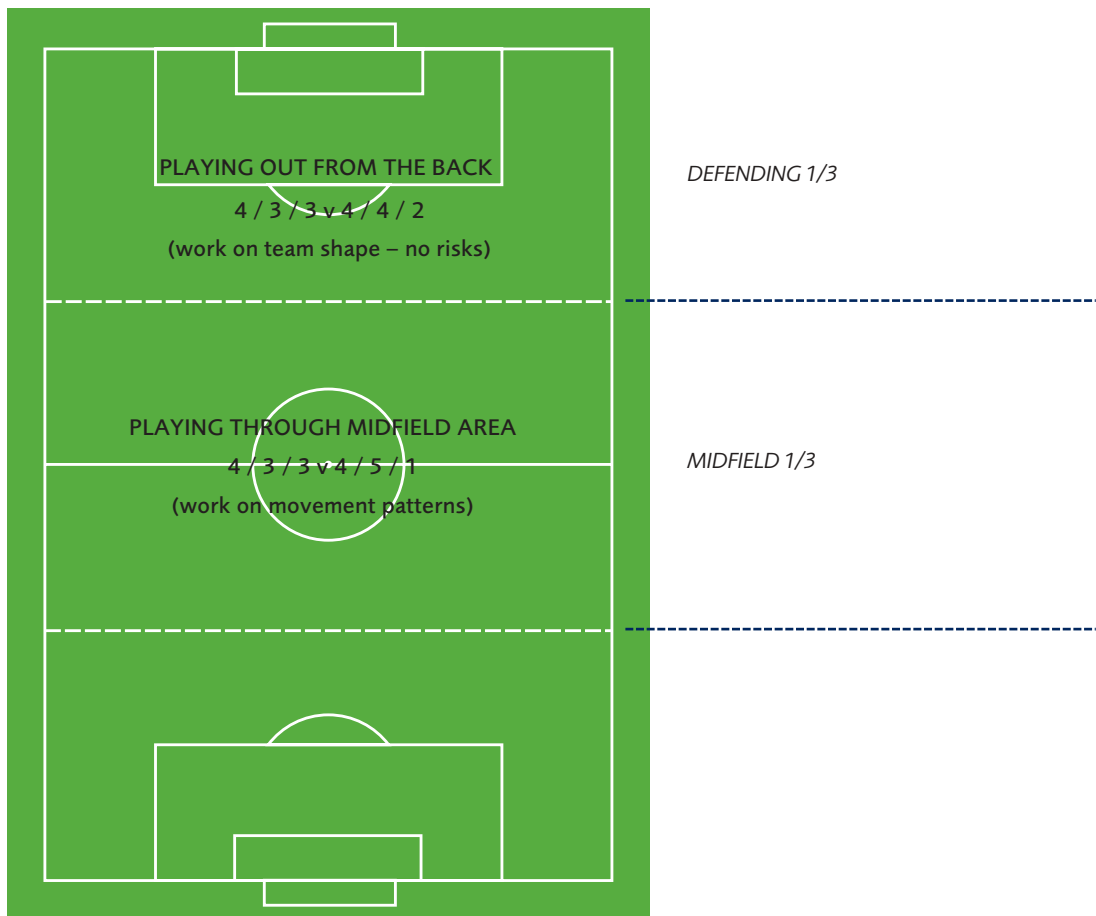 PLAYING OUT FROM THE BACK
4 / 3 / 3 v 4 / 4 / 2
(work on team shape – no risks)
DEFENDING 1/3
PLAYING THROUGH MIDFIELD AREA
4 / 3 / 3 v 4 / 5 / 1
(work on movement patterns)
MIDFIELD 1/3